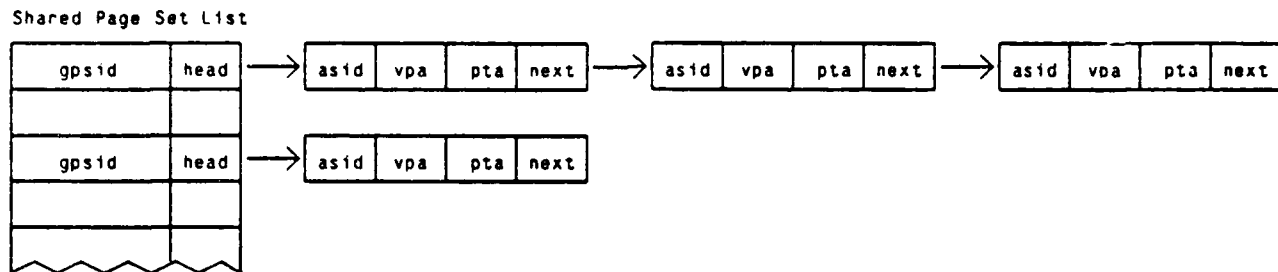 Shared Page Set List
gpsid head asid vpa pta next asid vpa pta next asid vpa pta next
gpsid head asid vpa pta next